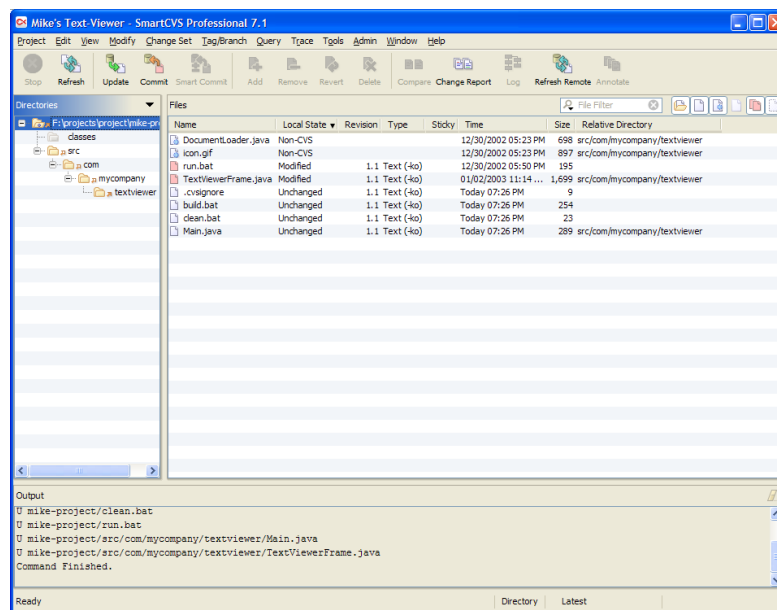 Mike's Text-Viewer - SmartCVS Professional 7.1
Project Edit View Modify Change Set Tag/Branch Query Trace Tools Admin Window Help
Stop Refresh Update Commit Smart Commit Add Remove Revert Delete Compare Change Report Log Refresh Remote Annotate
Directories
F:\projects\project\mike-pr
classes
src
com
mycompany
textviewer
Files
File Filter
Name Local State Revision Type Sticky Time Size Relative Directory
DocumentLoader.java Non-CVS 12/30/2002 05:23 PM 698 src/com/mycompany/textviewer
icon.gif Non-CVS 12/30/2002 05:23 PM 897 src/com/mycompany/textviewer
run.bat Modified 1.1 Text (-ko) 12/30/2002 05:50 PM 195
TextViewerFrame.java Modified 1.1 Text (-ko) 01/02/2003 11:14 ... 1,699 src/com/mycompany/textviewer
.cvsignore Unchanged 1.1 Text (-ko) Today 07:26 PM 9
build.bat Unchanged 1.1 Text (-ko) Today 07:26 PM 254
clean.bat Unchanged 1.1 Text (-ko) Today 07:26 PM 23
Main.java Unchanged 1.1 Text (-ko) Today 07:26 PM 289 src/com/mycompany/textviewer
Output
U mike-project/clean.bat
U mike-project/run.bat
U mike-project/src/com/mycompany/textviewer/Main.java
U mike-project/src/com/mycompany/textviewer/TextViewerFrame.java
Command Finished.
Ready Directory Latest